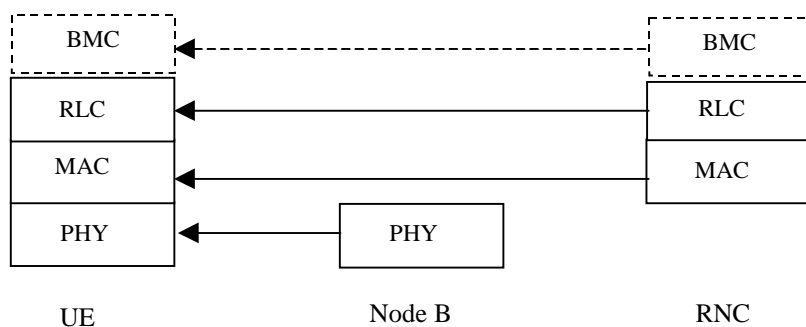 BMC BMC
RLC RLC
MAC MAC
PHY PHY
UE Node B RNC